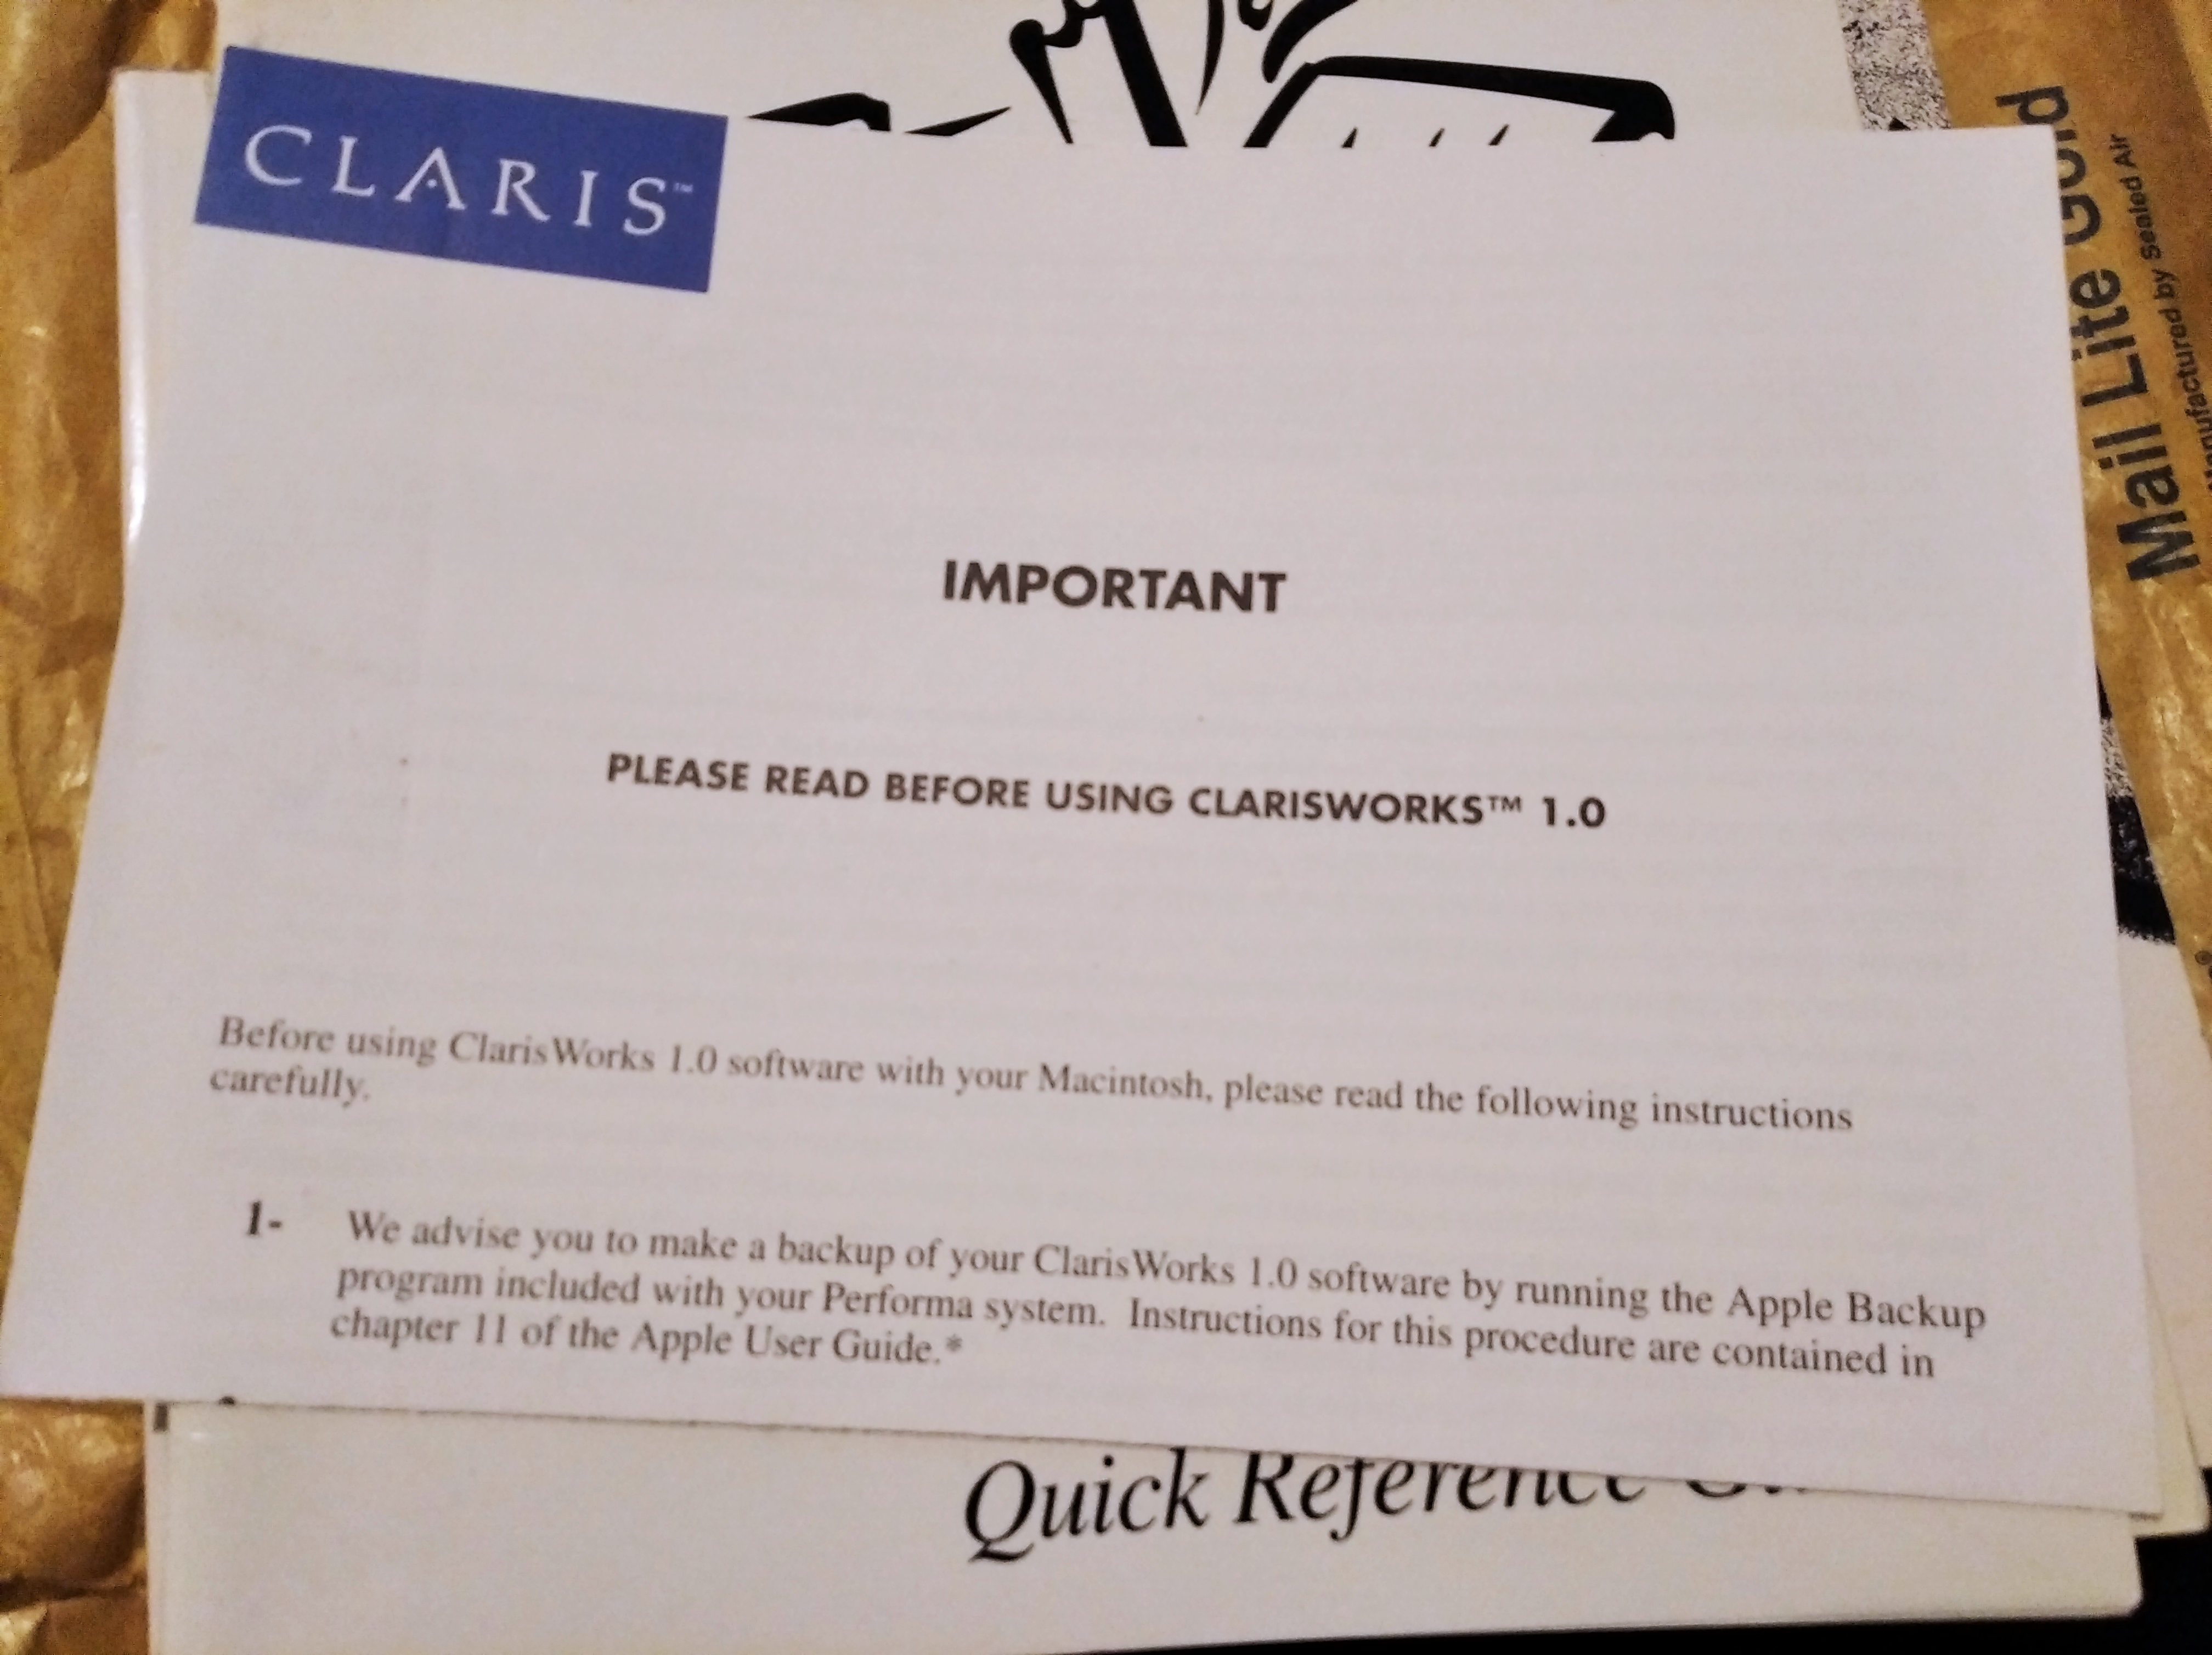 CLARIS™
IMPORTANT
PLEASE READ BEFORE USING CLARISWORKS™ 1.0
Before using ClarisWorks 1.0 software with your Macintosh, please read the following instructions
carefully.
1- We advise you to make a backup of your ClarisWorks 1.0 software by running the Apple Backup
program included with your Performa system. Instructions for this procedure are contained in
chapter 11 of the Apple User Guide.*
Quick Reference
Mail Lite Gold
Manufactured by Sealed Air